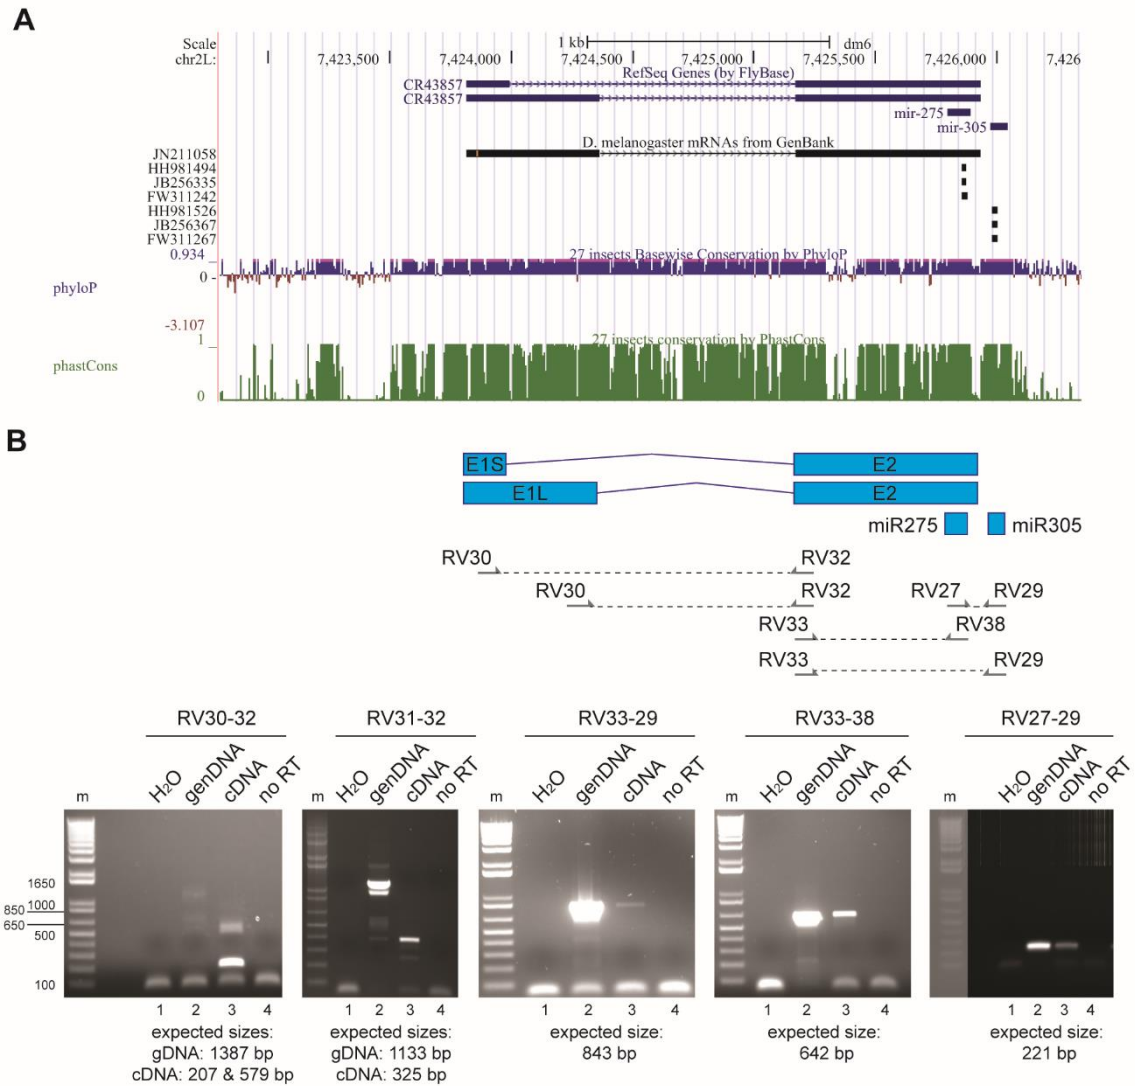 A
Scale 1 kb dm6
chr2L: 7,423,500 7,424,000 7,424,500 7,425,000 7,425,500 7,426,000 7,426
RefSeq Genes (by FlyBase)
CR43857
CR43857
mir-275
mir-305
D. melanogaster mRNAs from GenBank
JN211058
HH981494
JB256335
FW311242
HH981526
JB256367
FW311267
27 insects Basewise Conservation by PhyloP
0.934
0
phyloP
-3.107
27 insects conservation by PhastCons
1
phastCons
0
B
E1S E2
E1L E2
miR275 miR305
RV30 RV32
RV30 RV32 RV27 RV29
RV33 RV38
RV33 RV29
RV30-32 RV31-32 RV33-29 RV33-38 RV27-29
m H2O genDNA cDNA no RT m H2O genDNA cDNA no RT m H2O genDNA cDNA no RT m H2O genDNA cDNA no RT m H2O genDNA cDNA no RT
1650
1000
850
650
500
100
1 2 3 4 1 2 3 4 1 2 3 4 1 2 3 4 1 2 3 4
expected sizes: expected sizes: expected size: expected size: expected size:
gDNA: 1387 bp gDNA: 1133 bp 843 bp 642 bp 221 bp
cDNA: 207 & 579 bp cDNA: 325 bp